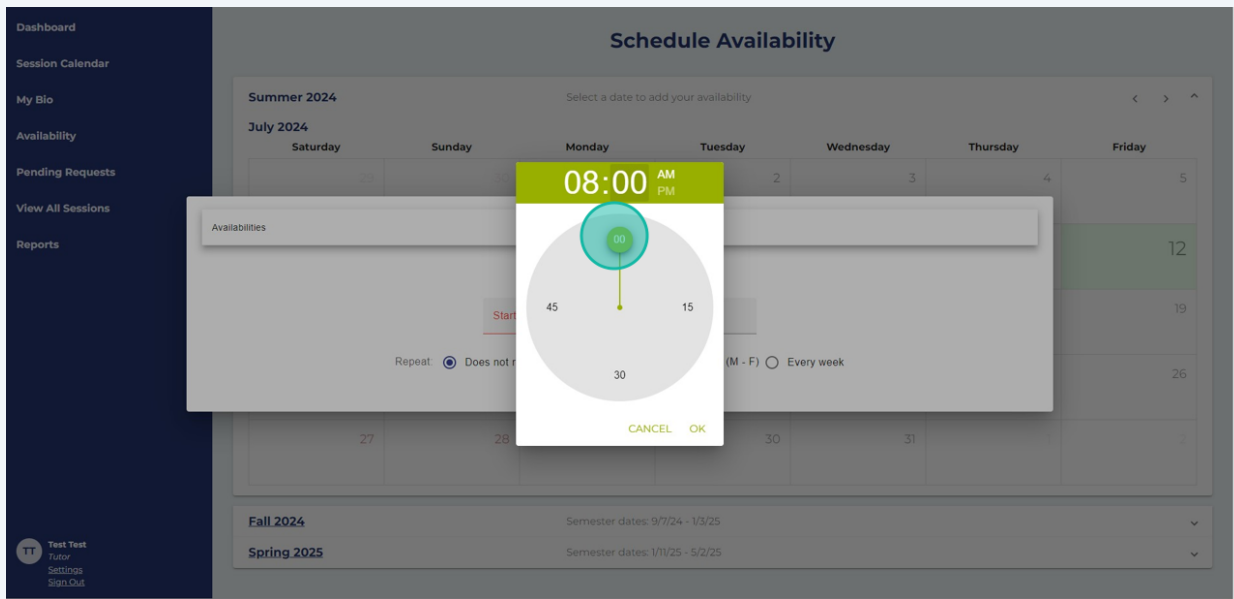 Dashboard
Session Calendar
My Bio
Availability
Pending Requests
View All Sessions
Reports
TT
Test Test
Tutor
Settings
Sign Out
Schedule Availability
Summer 2024 Select a date to add your availability
July 2024
Saturday Sunday Monday Tuesday Wednesday Thursday Friday
2 3 4 5
12
19
26
27 28 30 31
Availabilities
Start
Repeat: Does not r (M - F) Every week
08:00 AM
PM
00
45 15
30
CANCEL OK
Fall 2024 Semester dates: 9/7/24 - 1/3/25
Spring 2025 Semester dates: 1/11/25 - 5/2/25